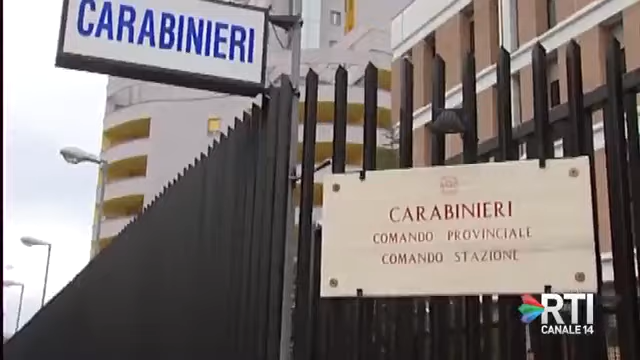 CARABINIERI
CARABINIERI
COMANDO PROVINCIALE
COMANDO STAZIONE
RTI
CANALE 14